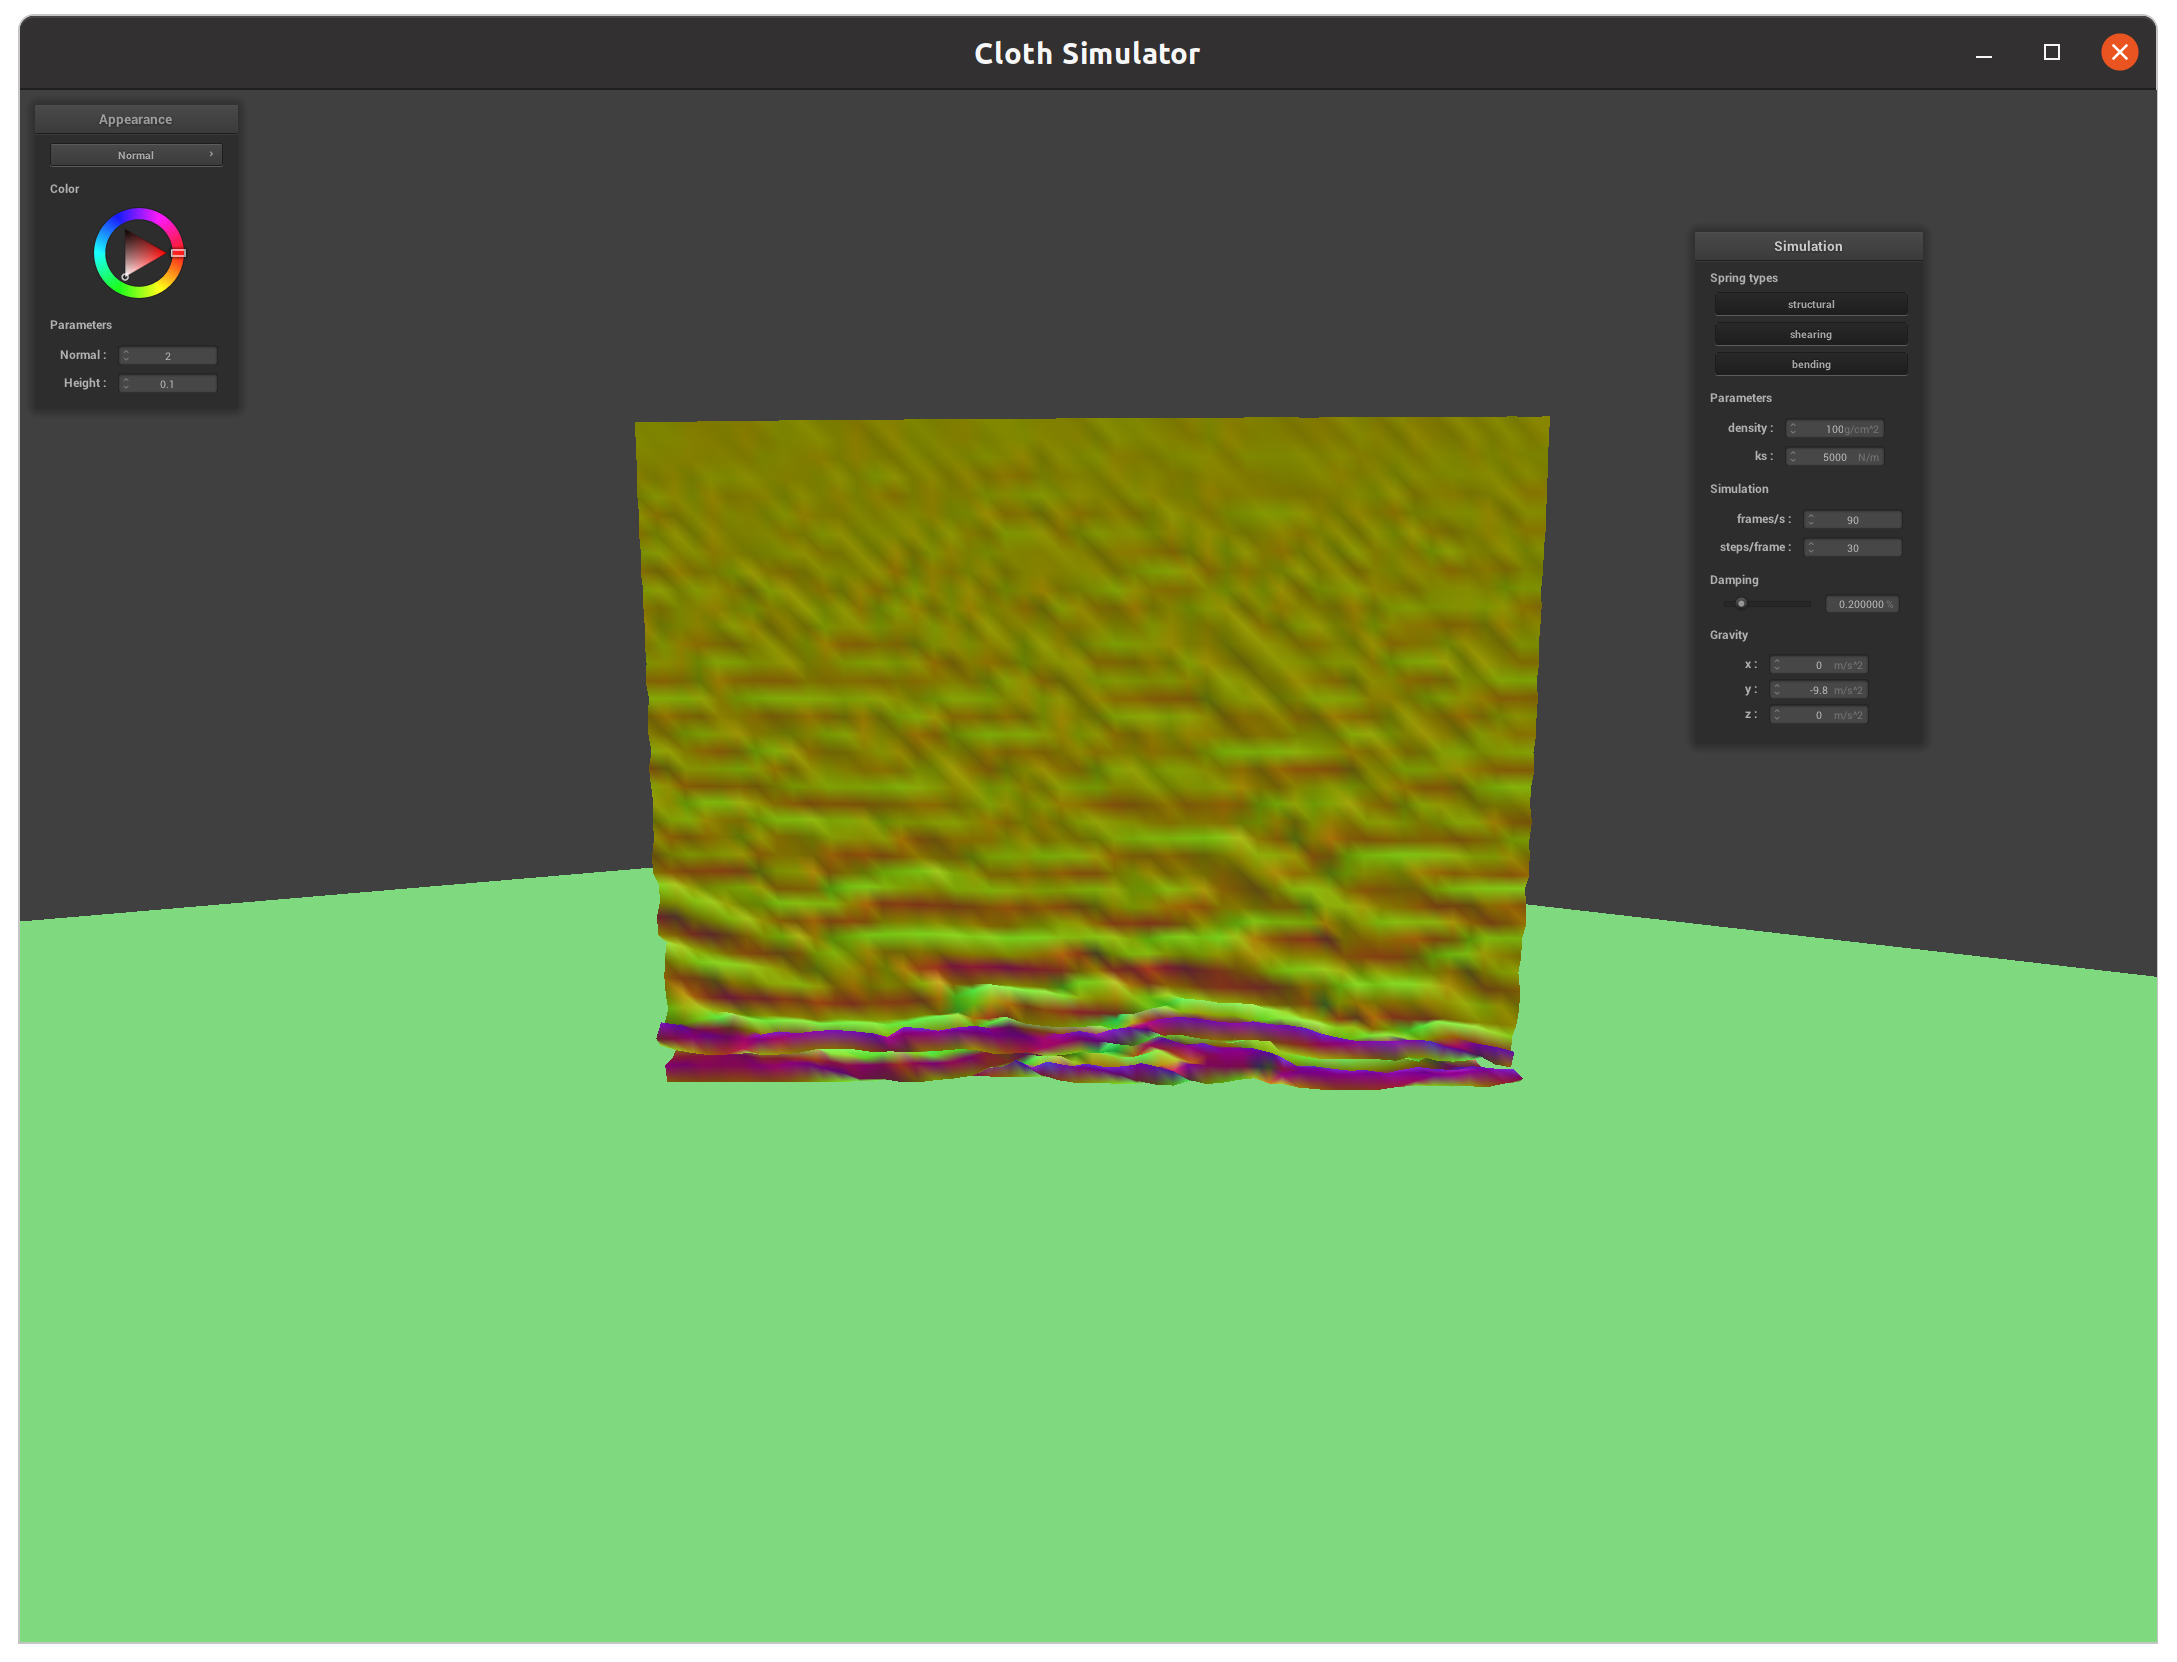 Cloth Simulator
Appearance
Normal
Color
Parameters
Normal : 2
Height : 0.1
Simulation
Spring types
structural
shearing
bending
Parameters
density : 100g/cm^2
ks : 5000 N/m
Simulation
frames/s : 90
steps/frame : 30
Damping
0.200000 %
Gravity
x : 0 m/s^2
y : -9.8 m/s^2
z : 0 m/s^2